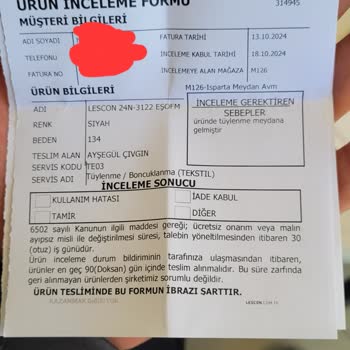 ÜRÜN İNCELEME FORMU
314945
MÜŞTERİ BİLGİLERİ
ADI SOYADI
FATURA TARİHİ 13.10.2024
TELEFONU
İNCELEME KABUL TARİHİ 18.10.2024
FATURA NO
İNCELEMEYE ALAN MAĞAZA M126
M126-Isparta Meydan Avm
ÜRÜN BİLGİLERİ
ADI LESCON 24N-3122 EŞOFM
RENK SIYAH
BEDEN 134
TESLİM ALAN AYŞEGÜL ÇIVGIN
SERVİS KODU TE03
SERVİS ADI Tüylenme / Boncuklanma (TEKSTIL)
İNCELEME GEREKTİREN
SEBEPLER
üründe tüylenme meydana
gelmiştir
İNCELEME SONUCU
KULLANIM HATASI
İADE KABUL
TAMİR
DİĞER
6502 sayılı Kanunun ilgili maddesi gereği; ücretsiz onarım veya malın
ayıpsız misli ile değiştirilmesi süresi, talebin yöneltilmesinden itibaren 30
(otuz) iş günüdür.
Ürün inceleme durum bildiriminin tarafınıza ulaşmasından itibaren,
ürünler en geç 90(Doksan) gün içinde teslim alınmalıdır. Bu süre zarfında
geri alınmayan ürünlerden şirketimiz sorumlu değildir.
ÜRÜN TESLİMİNDE BU FORMUN İBRAZI ŞARTTIR.